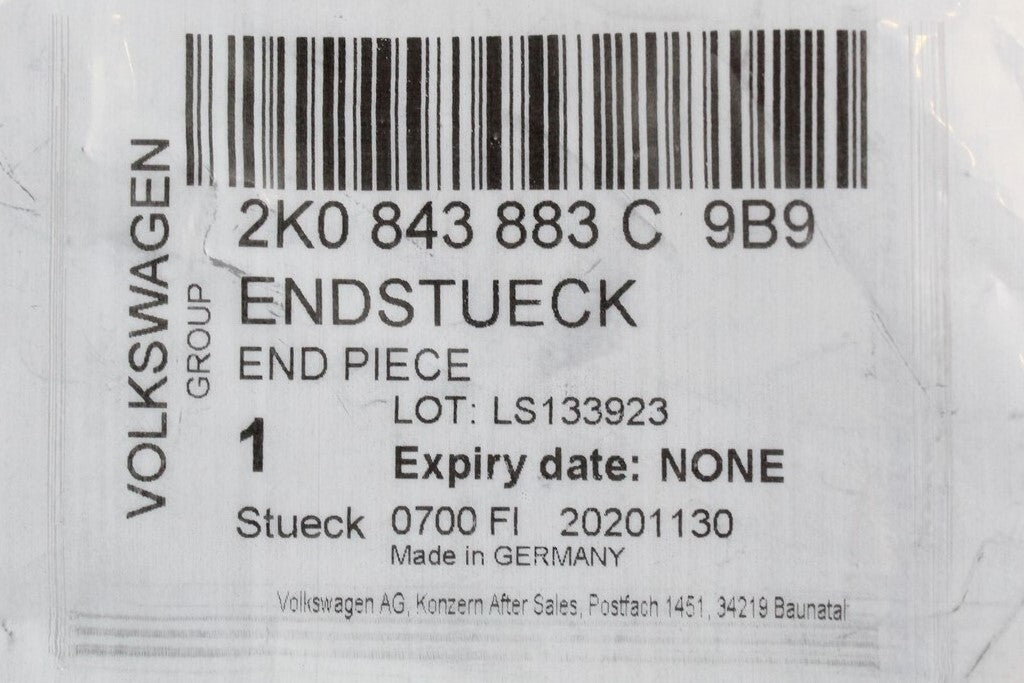 VOLKSWAGEN
GROUP
2K0 843 883 C 9B9
ENDSTUECK
END PIECE
LOT: LS133923
1
Expiry date: NONE
Stueck 0700 FI 20201130
Made in GERMANY
Volkswagen AG, Konzern After Sales, Postfach 1451, 34219 Baunatal